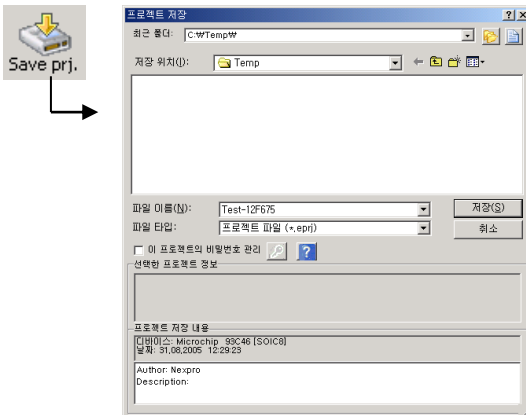 Save prj.
프로젝트 저장
최근 폴더: C:₩Temp₩
저장 위치(I): Temp
파일 이름(N): Test-12F675 저장(S)
파일 타입: 프로젝트 파일 (*.eprj) 취소
이 프로젝트의 비밀번호 관리
선택한 프로젝트 정보
프로젝트 저장 내용
디바이스: Microchip 93C46 [SOIC8]
날짜: 31,08,2005 12:29:23
Author: Nexpro
Description: